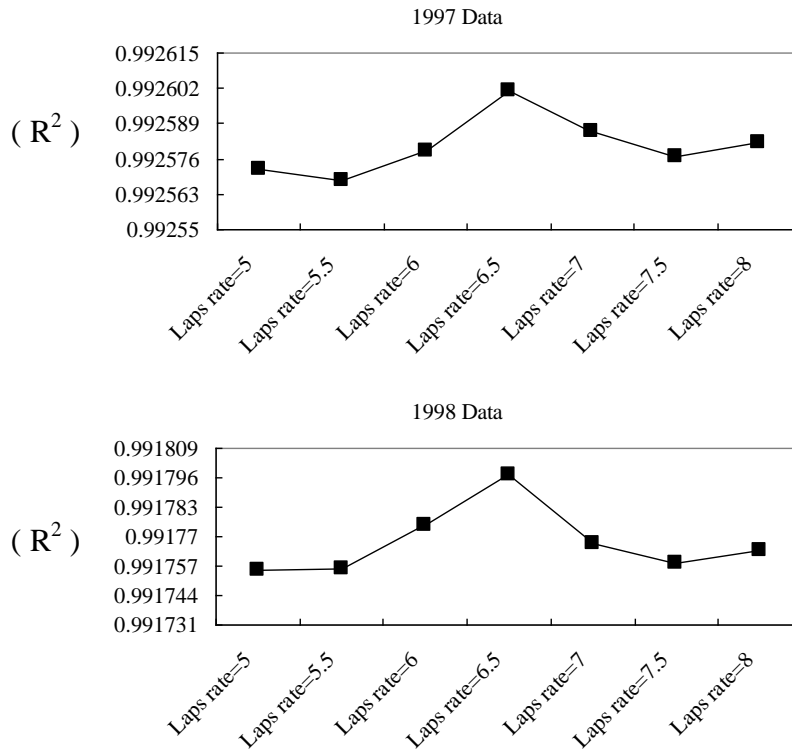 1997 Data
( R² )
0.992615
0.992602
0.992589
0.992576
0.992563
0.99255
Laps rate=5
Laps rate=5.5
Laps rate=6
Laps rate=6.5
Laps rate=7
Laps rate=7.5
Laps rate=8
1998 Data
( R² )
0.991809
0.991796
0.991783
0.99177
0.991757
0.991744
0.991731
Laps rate=5
Laps rate=5.5
Laps rate=6
Laps rate=6.5
Laps rate=7
Laps rate=7.5
Laps rate=8